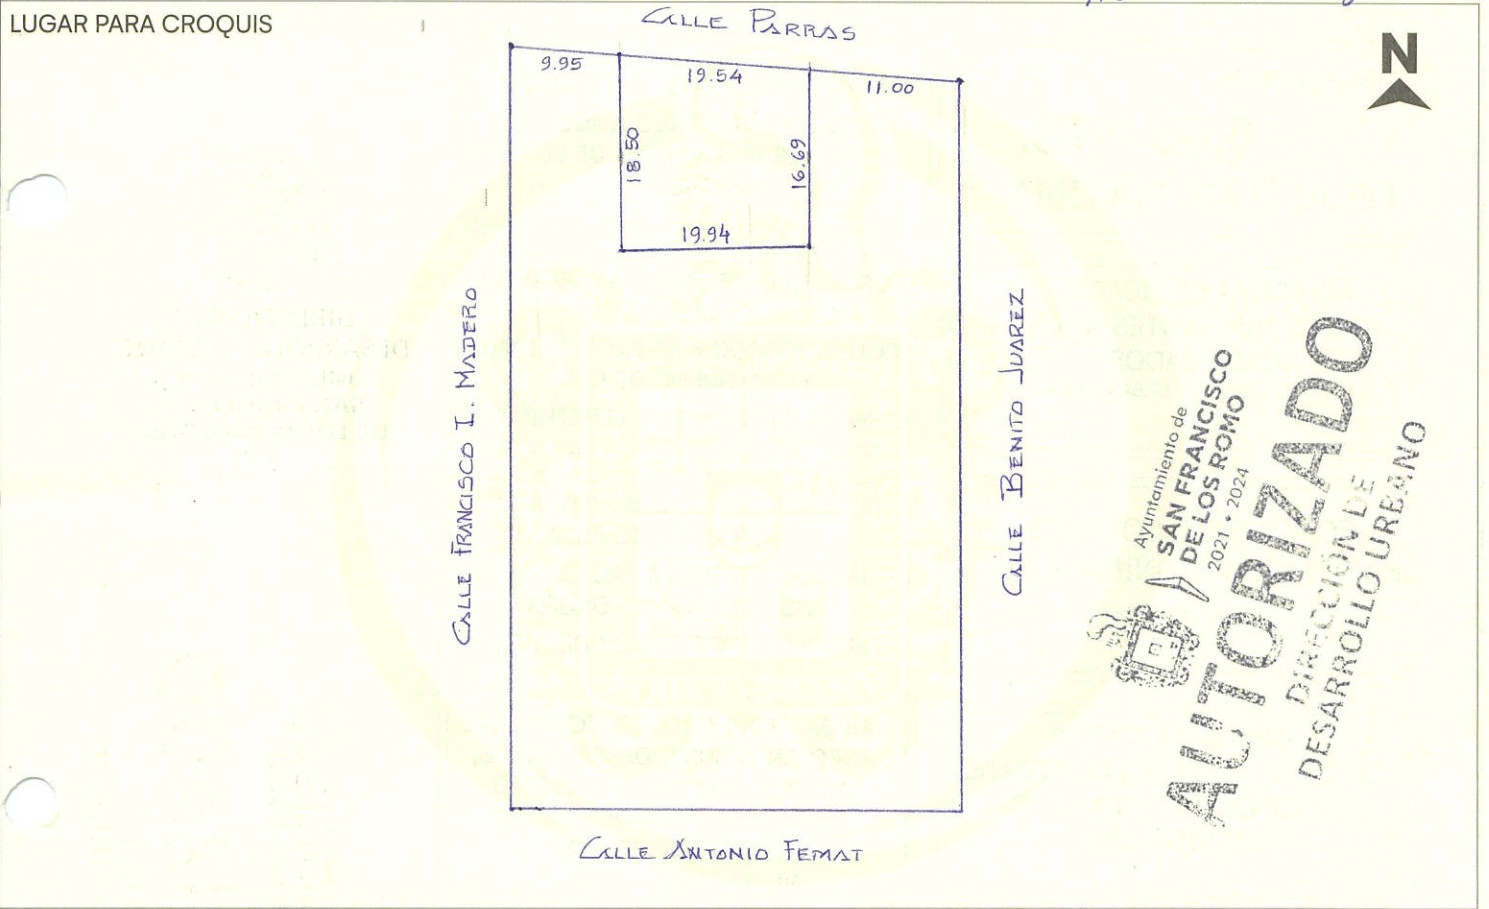 LUGAR PARA CROQUIS
CALLE PARRAS
N
9.95
19.54
11.00
18.50
16.69
19.94
CALLE FRANCISCO I. MADERO
CALLE BENITO JUAREZ
CALLE ANTONIO FEMAT
Ayuntamiento de
SAN FRANCISCO
DE LOS ROMO
2021 • 2024
AUTORIZADO
DIRECCIÓN DE
DESARROLLO URBANO